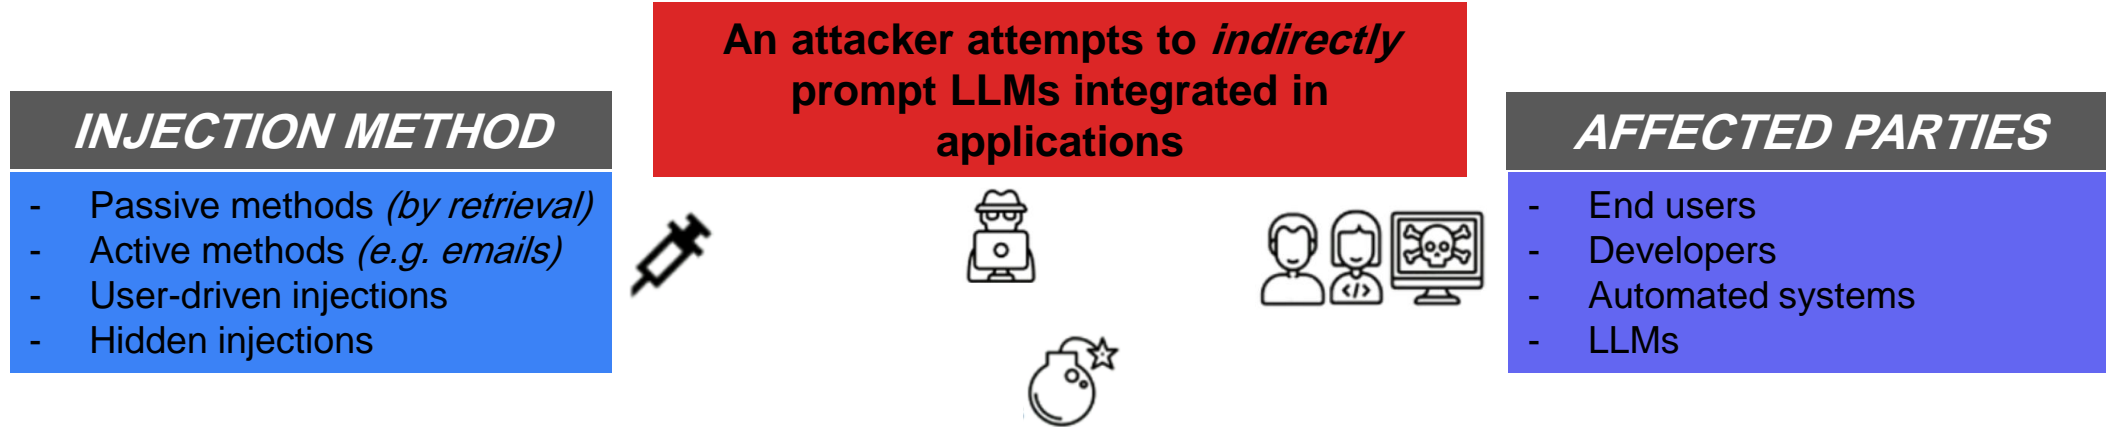 An attacker attempts to indirectly
prompt LLMs integrated in
applications
INJECTION METHOD
- Passive methods (by retrieval)
- Active methods (e.g. emails)
- User-driven injections
- Hidden injections
</>
AFFECTED PARTIES
- End users
- Developers
- Automated systems
- LLMs